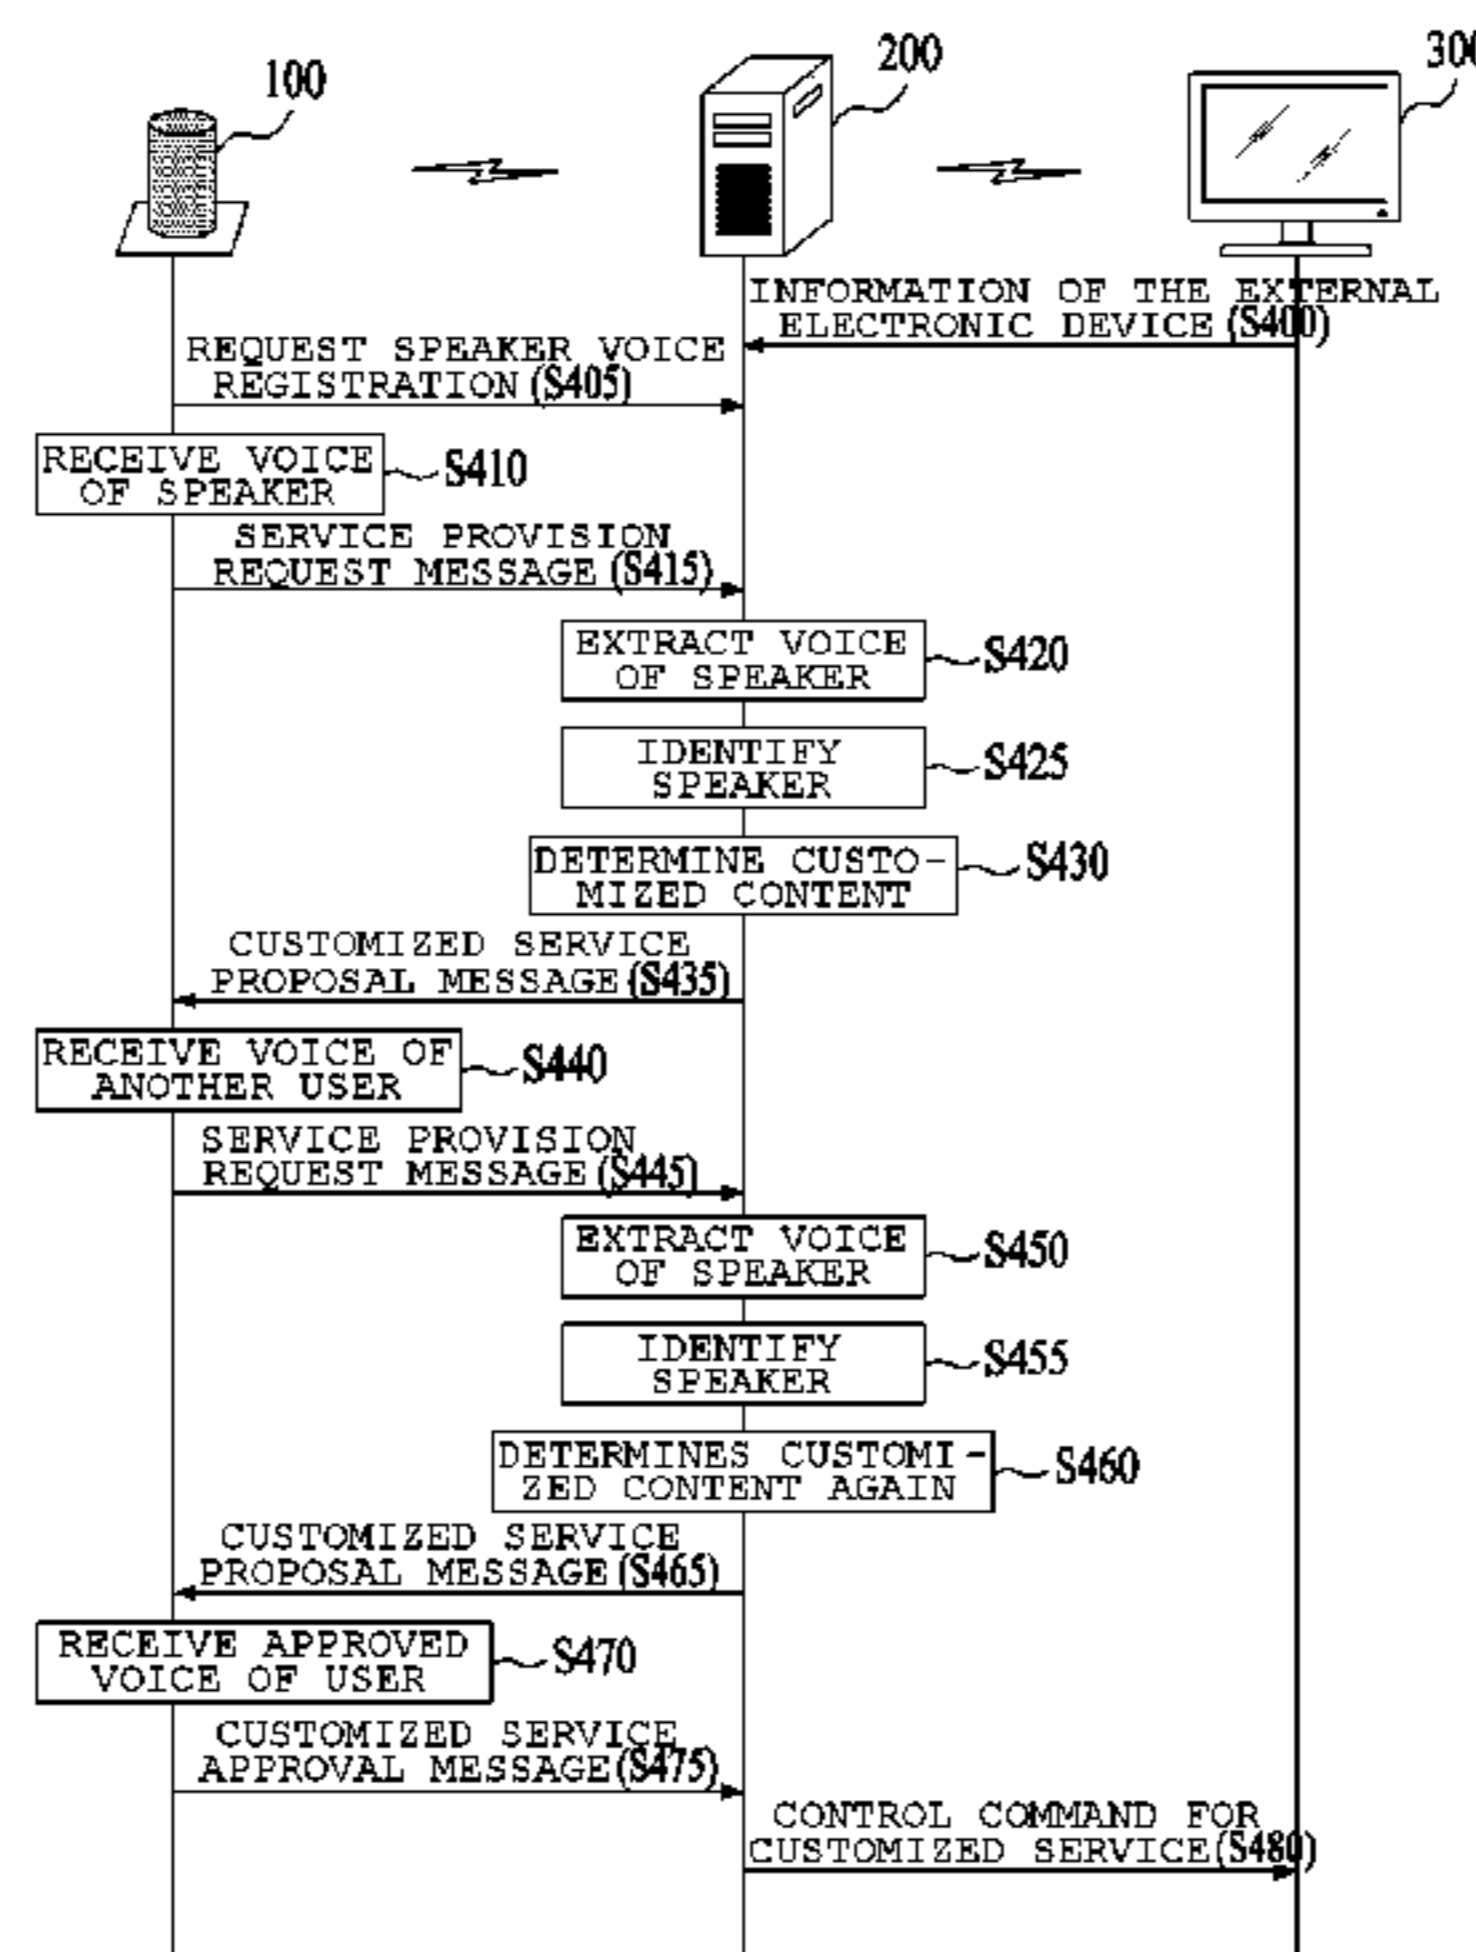 100
200
300
INFORMATION OF THE EXTERNAL
ELECTRONIC DEVICE (S400)
REQUEST SPEAKER VOICE
REGISTRATION (S405)
RECEIVE VOICE
OF SPEAKER
S410
SERVICE PROVISION
REQUEST MESSAGE (S415)
EXTRACT VOICE
OF SPEAKER
S420
IDENTIFY
SPEAKER
S425
DETERMINE CUSTO-
MIZED CONTENT
S430
CUSTOMIZED SERVICE
PROPOSAL MESSAGE (S435)
RECEIVE VOICE OF
ANOTHER USER
S440
SERVICE PROVISION
REQUEST MESSAGE (S445)
EXTRACT VOICE
OF SPEAKER
S450
IDENTIFY
SPEAKER
S455
DETERMINES CUSTOMI-
ZED CONTENT AGAIN
S460
CUSTOMIZED SERVICE
PROPOSAL MESSAGE (S465)
RECEIVE APPROVED
VOICE OF USER
S470
CUSTOMIZED SERVICE
APPROVAL MESSAGE (S475)
CONTROL COMMAND FOR
CUSTOMIZED SERVICE (S480)